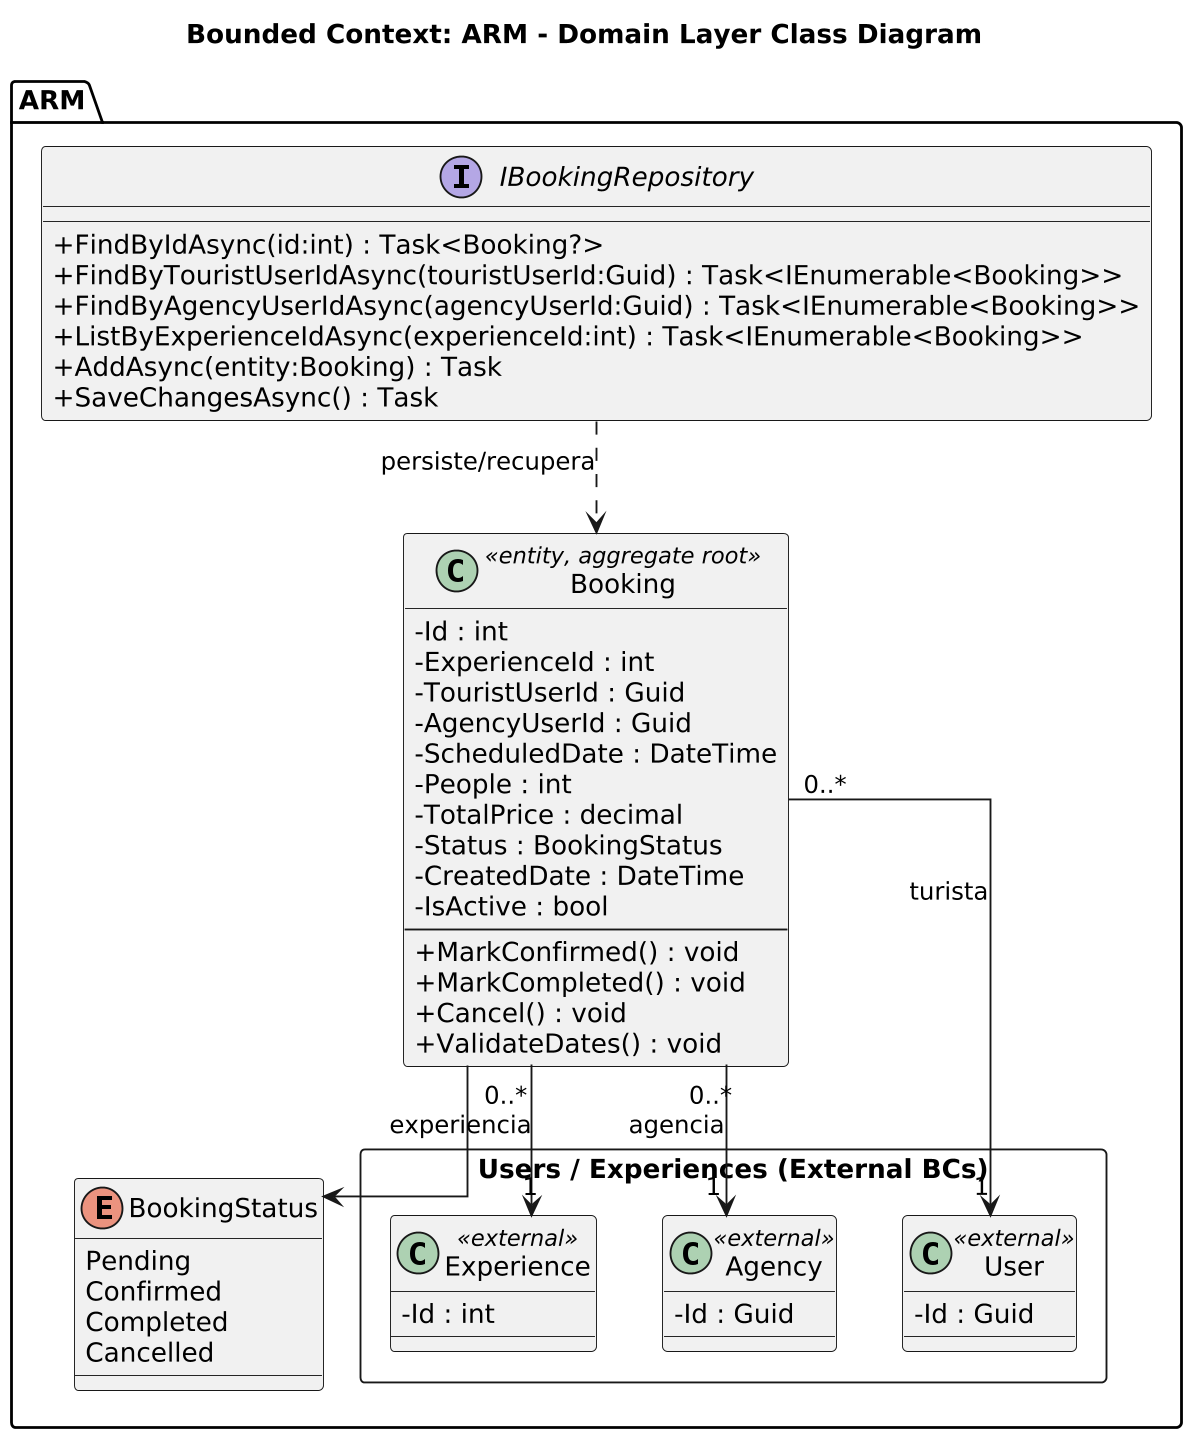 Bounded Context: ARM - Domain Layer Class Diagram
ARM
I IBookingRepository
+FindByIdAsync(id:int) : Task<Booking?>
+FindByTouristUserIdAsync(touristUserId:Guid) : Task<IEnumerable<Booking>>
+FindByAgencyUserIdAsync(agencyUserId:Guid) : Task<IEnumerable<Booking>>
+ListByExperienceIdAsync(experienceId:int) : Task<IEnumerable<Booking>>
+AddAsync(entity:Booking) : Task
+SaveChangesAsync() : Task
persiste/recupera
«entity, aggregate root»
C Booking
-Id : int
-ExperienceId : int
-TouristUserId : Guid
-AgencyUserId : Guid
-ScheduledDate : DateTime
-People : int
-TotalPrice : decimal
-Status : BookingStatus
-CreatedDate : DateTime
-IsActive : bool
+MarkConfirmed() : void
+MarkCompleted() : void
+Cancel() : void
+ValidateDates() : void
0..*
turista
0..*
experiencia
0..*
agencia
Users / Experiences (External BCs)
1
1
1
E BookingStatus
Pending
Confirmed
Completed
Cancelled
«external»
C Experience
-Id : int
«external»
C Agency
-Id : Guid
«external»
C User
-Id : Guid